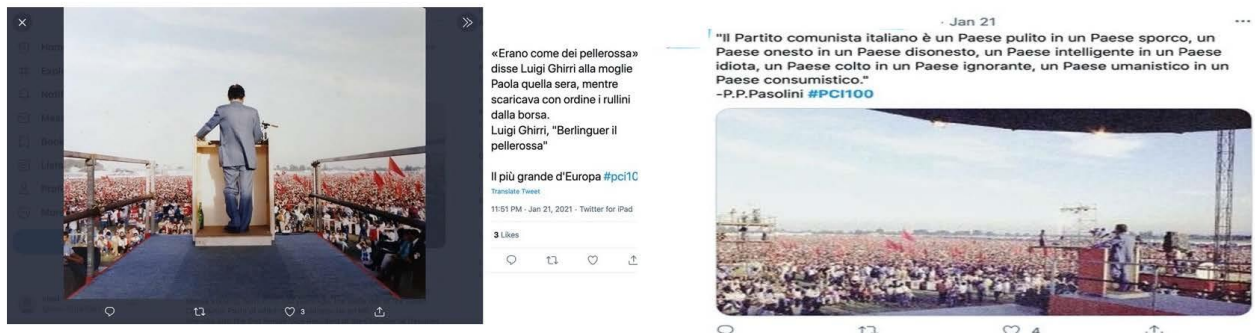 «Erano come dei pellerossa»
disse Luigi Ghirri alla moglie
Paola quella sera, mentre
scaricava con ordine i rullini
dalla borsa.
Luigi Ghirri, "Berlinguer il
pellerossa"
Il più grande d'Europa #pci10
Translate Tweet
11:51 PM · Jan 21, 2021 · Twitter for iPad
3 Likes
3
· Jan 21
"Il Partito comunista italiano è un Paese pulito in un Paese sporco, un
Paese onesto in un Paese disonesto, un Paese intelligente in un Paese
idiota, un Paese colto in un Paese ignorante, un Paese umanistico in un
Paese consumistico."
-P.P.Pasolini #PCI100
4